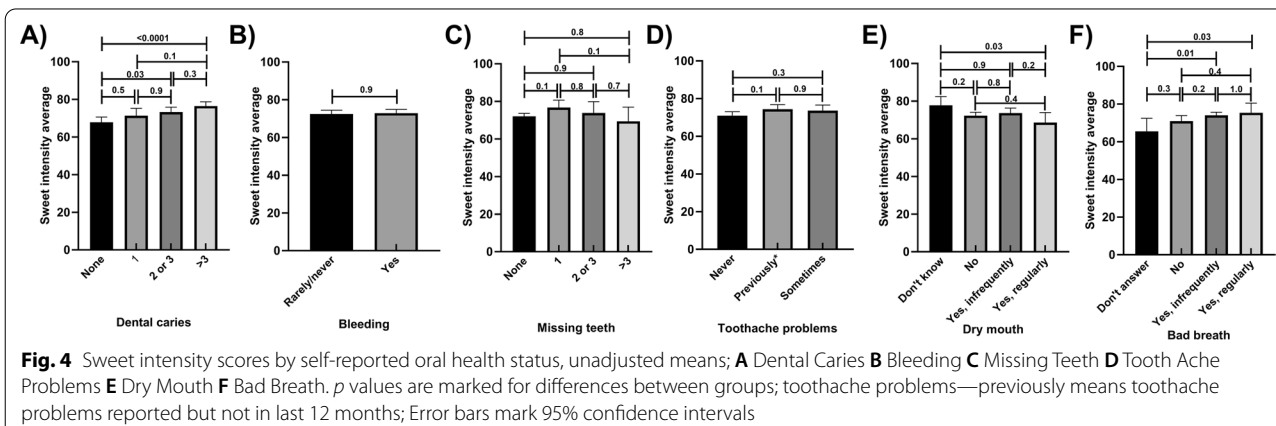 A) B) C) D) E) F)
<0.0001
0.1
0.03 0.3
0.5 0.9
Sweet intensity average
100
80
60
40
20
0
None 1 2 or 3 >3
Dental caries
0.9
Sweet intensity average
100
80
60
40
20
0
Rarely/never Yes
Bleeding
0.8
0.1
0.9
0.1 0.8 0.7
Sweet intensity average
100
80
60
40
20
0
None 1 2 or 3 >3
Missing teeth
0.3
0.1 0.9
Sweet intensity average
100
80
60
40
20
0
Never Previously* Sometimes
Toothache problems
0.03
0.9 0.2
0.2 0.8
0.4
Sweet intensity average
100
80
60
40
20
0
Don't know No Yes, infrequently Yes, regularly
Dry mouth
0.03
0.01
0.4
0.3 0.2 1.0
Sweet intensity average
100
80
60
40
20
0
Don't answer No Yes, infrequently Yes, regularly
Bad breath
Fig. 4 Sweet intensity scores by self-reported oral health status, unadjusted means; A Dental Caries B Bleeding C Missing Teeth D Tooth Ache
Problems E Dry Mouth F Bad Breath. p values are marked for differences between groups; toothache problems—previously means toothache
problems reported but not in last 12 months; Error bars mark 95% confidence intervals